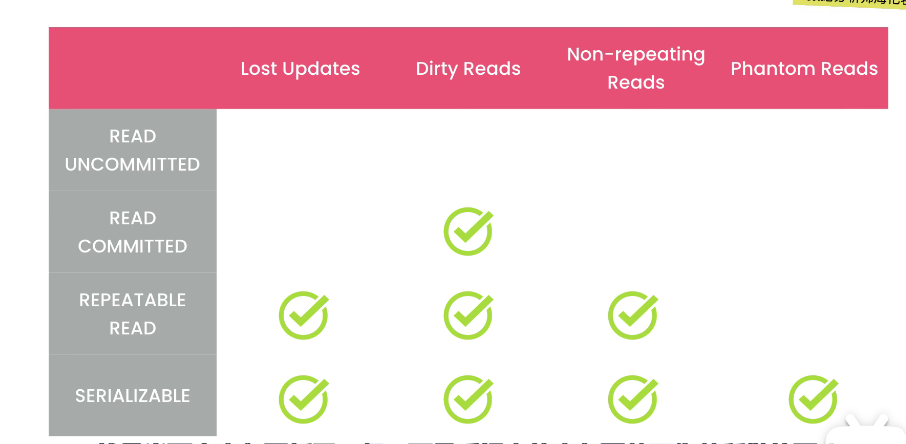 Lost Updates
Dirty Reads
Non-repeating
Reads
Phantom Reads
READ
UNCOMMITTED
READ
COMMITTED
REPEATABLE
READ
SERIALIZABLE